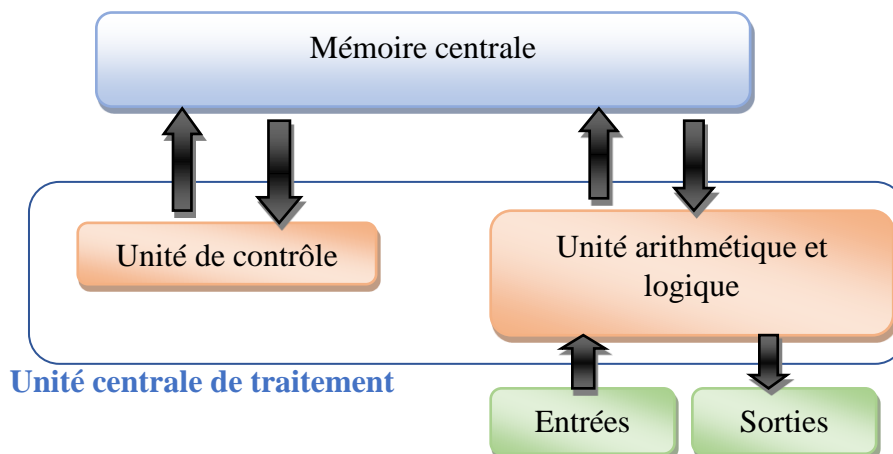 Mémoire centrale
Unité de contrôle
Unité arithmétique et
logique
Unité centrale de traitement
Entrées
Sorties